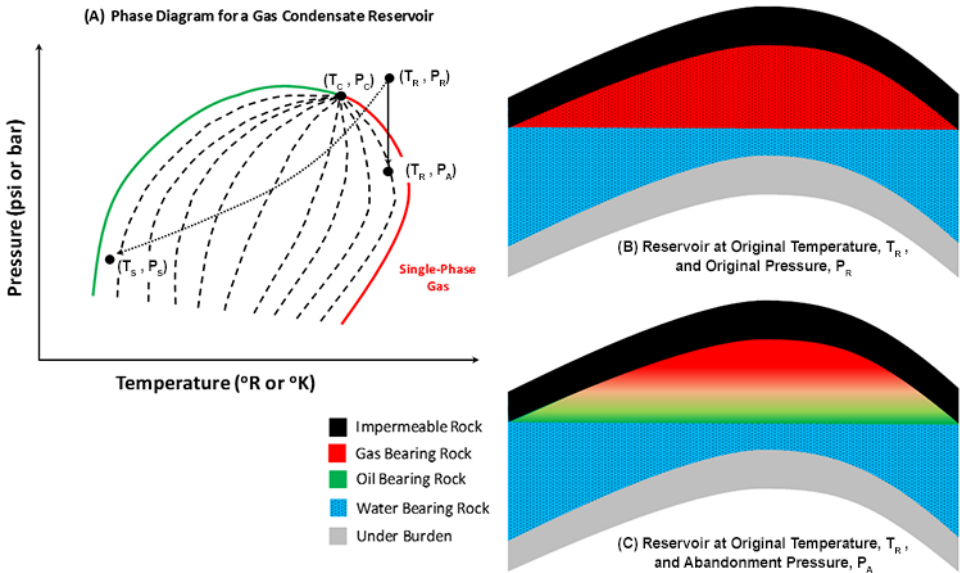 (A) Phase Diagram for a Gas Condensate Reservoir
Pressure (psi or bar)
(TC , PC)
(TR , PR)
(TR , PA)
(TS , PS)
Single-Phase
Gas
Temperature (ºR or ºK)
Impermeable Rock
Gas Bearing Rock
Oil Bearing Rock
Water Bearing Rock
Under Burden
(B) Reservoir at Original Temperature, TR ,
and Original Pressure, PR
(C) Reservoir at Original Temperature, TR ,
and Abandonment Pressure, PA